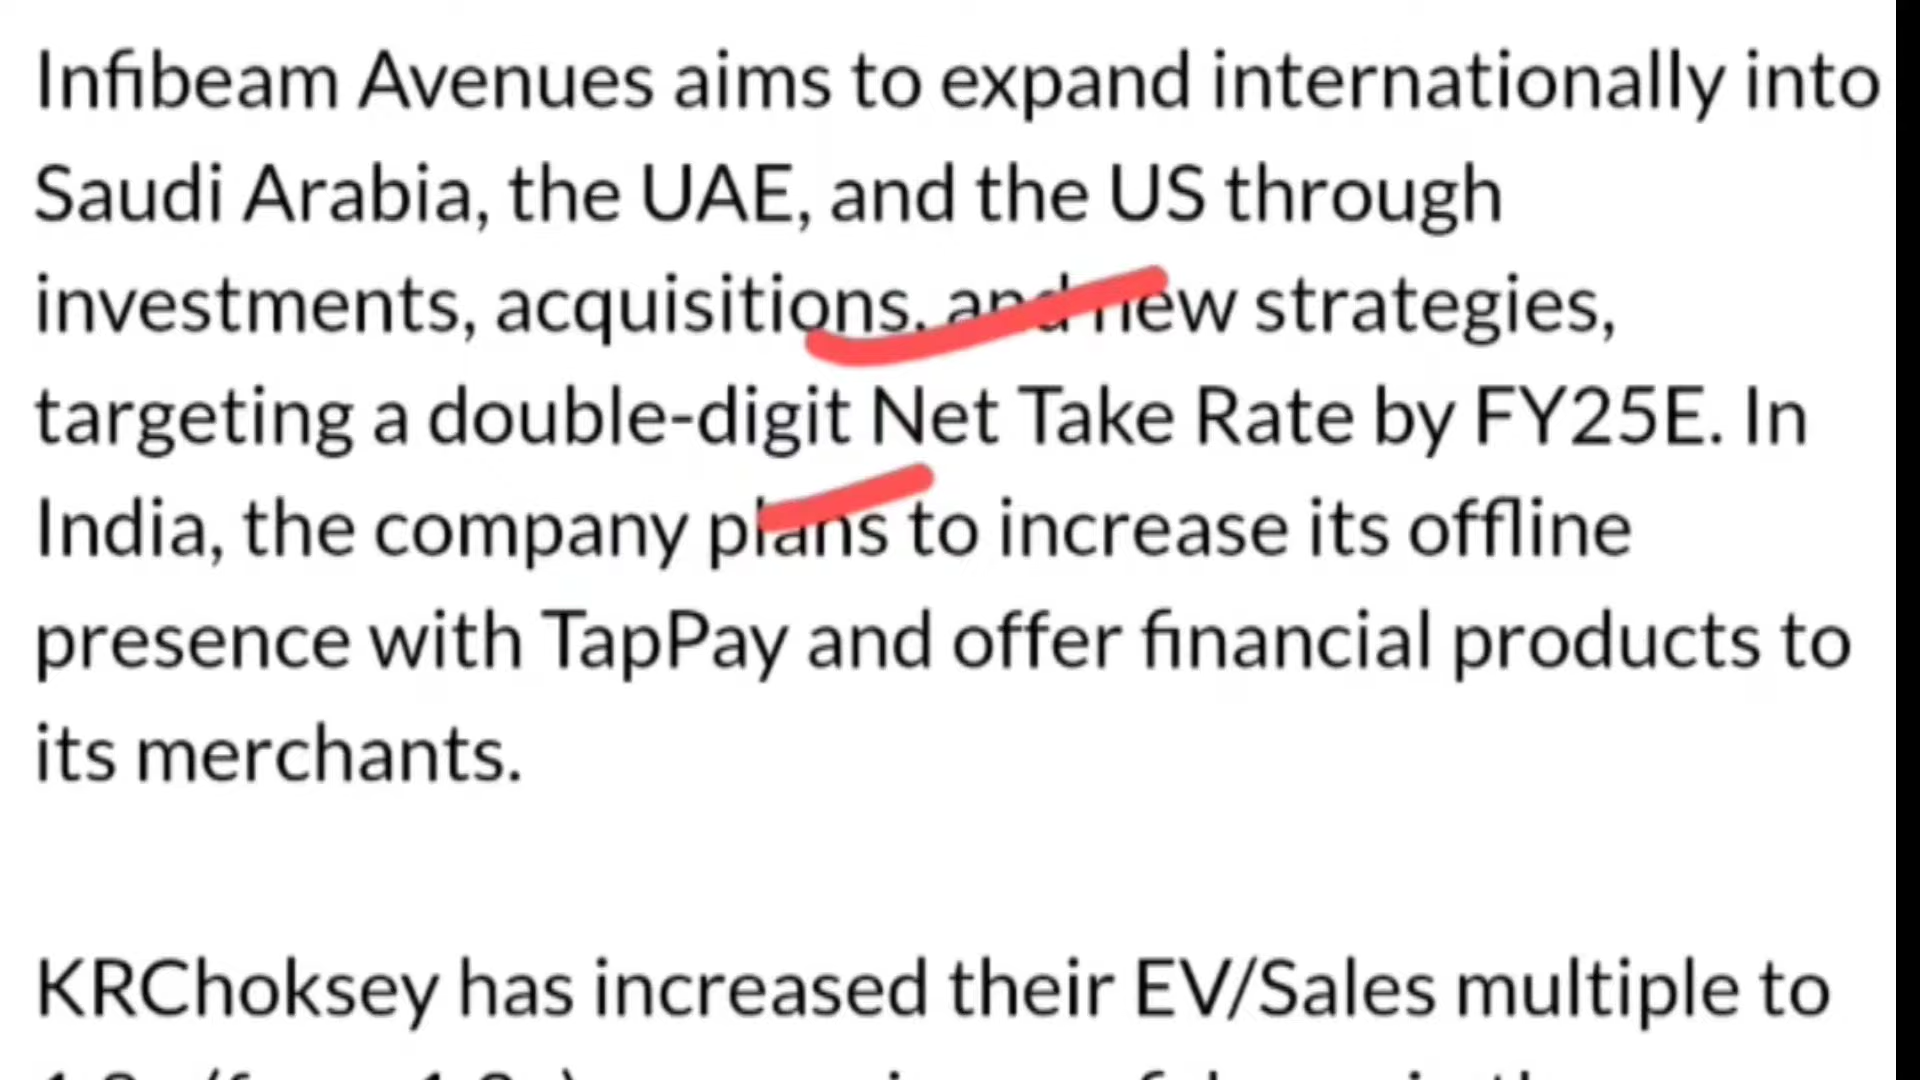 Infibeam Avenues aims to expand internationally into
Saudi Arabia, the UAE, and the US through
investments, acquisitions, and new strategies,
targeting a double-digit Net Take Rate by FY25E. In
India, the company plans to increase its offline
presence with TapPay and offer financial products to
its merchants.
KRChoksey has increased their EV/Sales multiple to